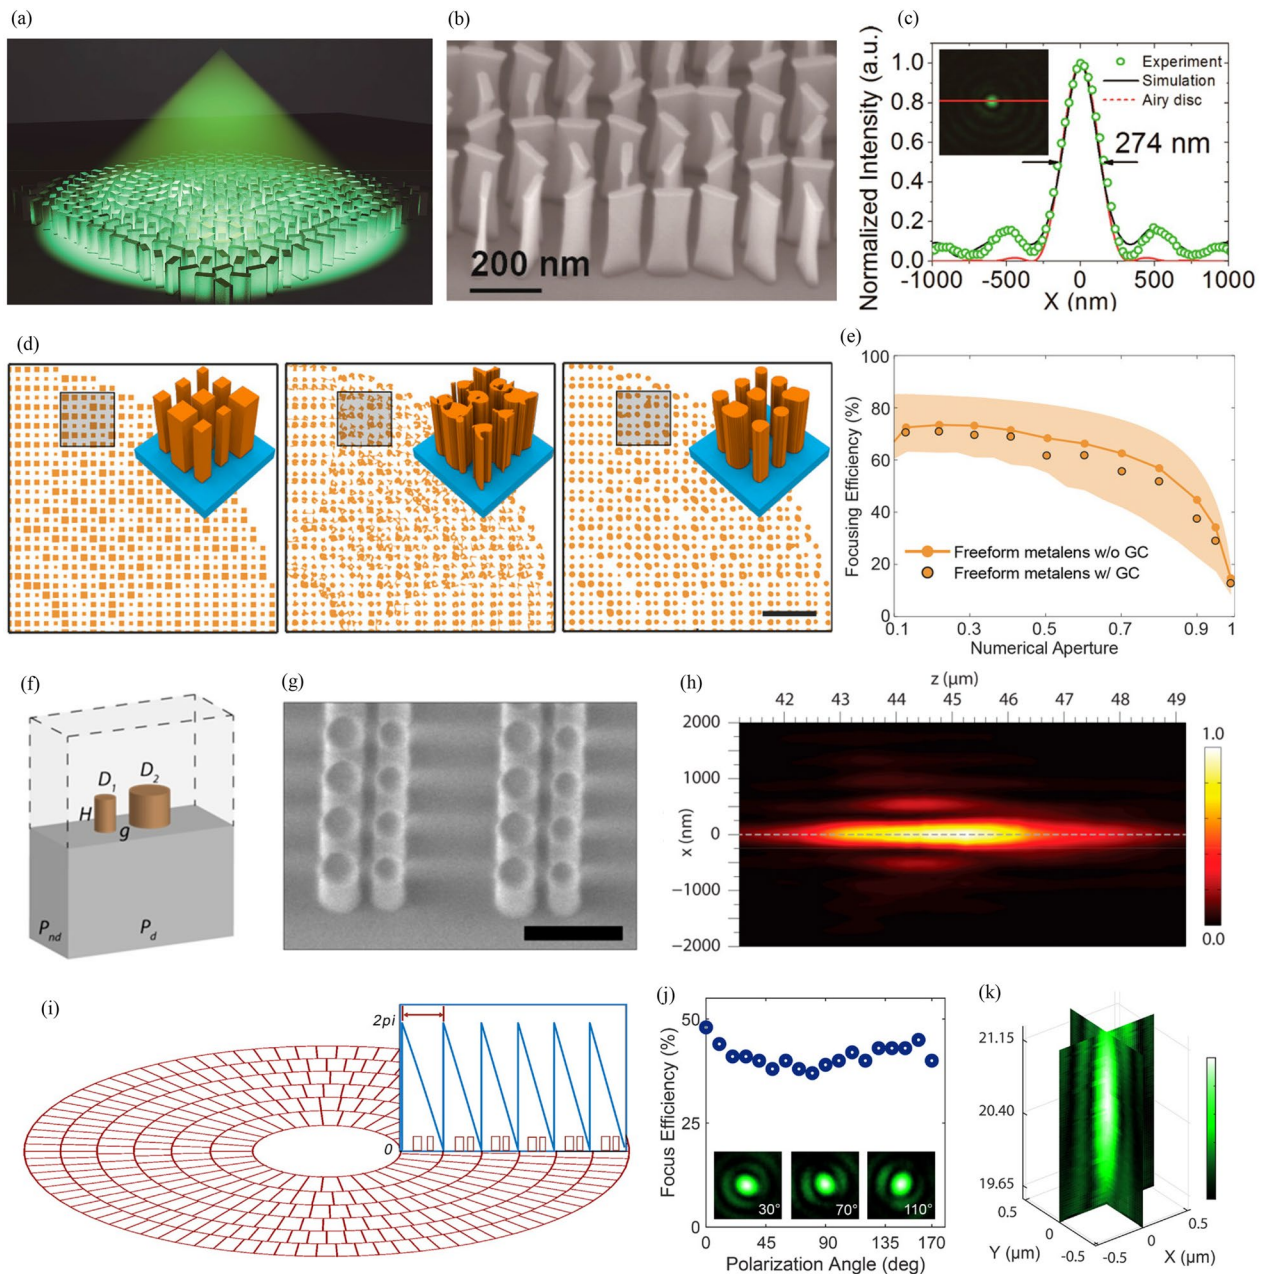 (a)
(b)
200 nm
(c)
Normalized Intensity (a.u.)
1.0
0.8
0.6
0.4
0.2
0.0
Experiment
Simulation
Airy disc
274 nm
-1000
-500
0
500
1000
X (nm)
(d)
(e)
Focusing Efficiency (%)
100
80
60
40
20
0
Freeform metalens w/o GC
Freeform metalens w/ GC
0.1
0.3
0.5
0.7
0.9
1
Numerical Aperture
(f)
D1
D2
H
g
Pnd
Pd
(g)
(h)
z (µm)
42
43
44
45
46
47
48
49
x (nm)
2000
1000
0
−1000
−2000
1.0
0.0
(i)
2pi
0
(j)
Focus Efficiency (%)
50
25
0
30°
70°
110°
0
45
90
135
170
Polarization Angle (deg)
(k)
21.15
20.40
19.65
0.5
0
-0.5
Y (µm)
-0.5
0
0.5
X (µm)
1
0